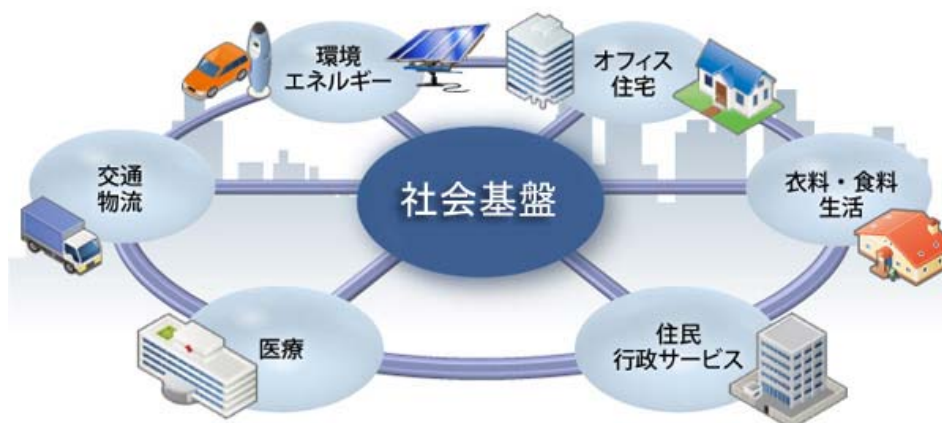 環境
エネルギー
オフィス
住宅
交通
物流
社会基盤
衣料・食料
生活
医療
住民
行政サービス